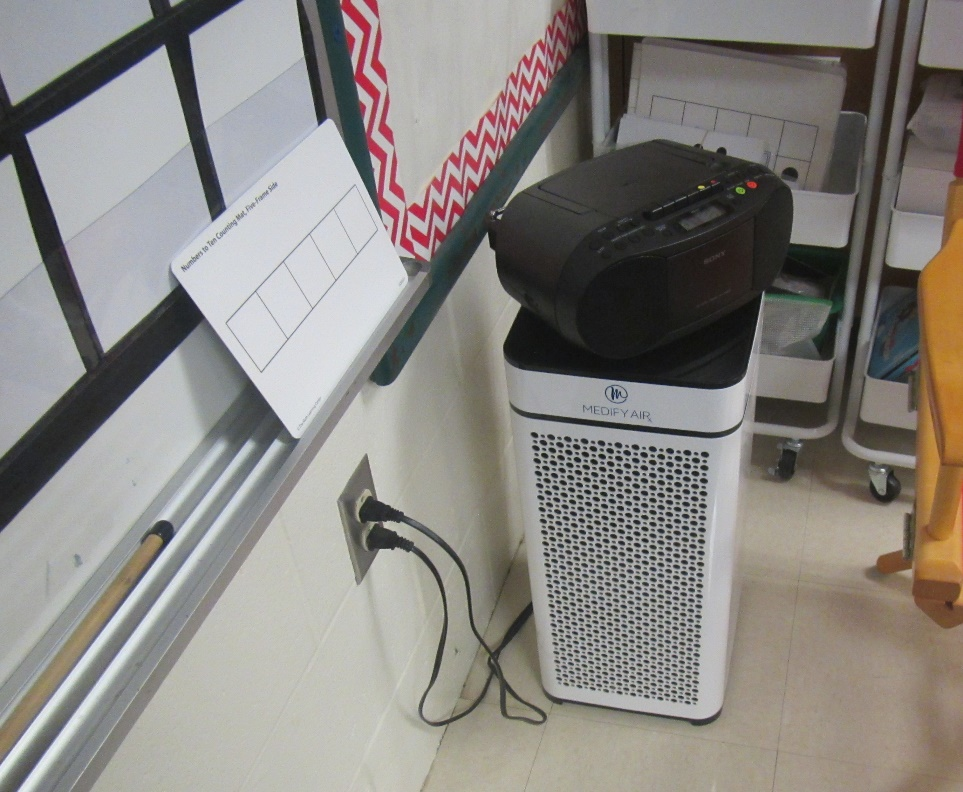 Numbers to Ten Counting Mat, Five-Frame Side
SONY
MEDIFY AIR